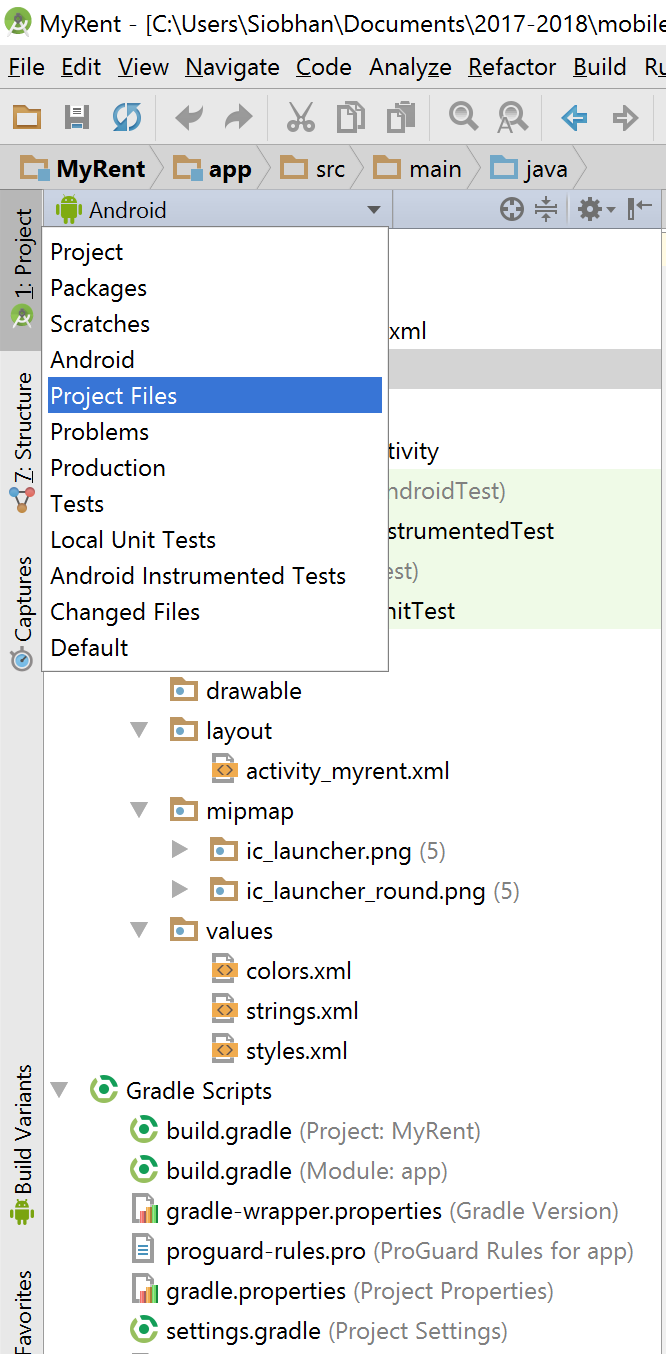 MyRent - [C:\Users\Siobhan\Documents\2017-2018\mobile
File Edit View Navigate Code Analyze Refactor Build Ru
MyRent app src main java
1: Project
7: Structure
Captures
Build Variants
Favorites
Android
Project
Packages
Scratches
Android
Project Files
Problems
Production
Tests
Local Unit Tests
Android Instrumented Tests
Changed Files
Default
xml
tivity
ndroidTest)
strumentedTest
est)
nitTest
drawable
layout
activity_myrent.xml
mipmap
ic_launcher.png (5)
ic_launcher_round.png (5)
values
colors.xml
strings.xml
styles.xml
Gradle Scripts
build.gradle (Project: MyRent)
build.gradle (Module: app)
gradle-wrapper.properties (Gradle Version)
proguard-rules.pro (ProGuard Rules for app)
gradle.properties (Project Properties)
settings.gradle (Project Settings)